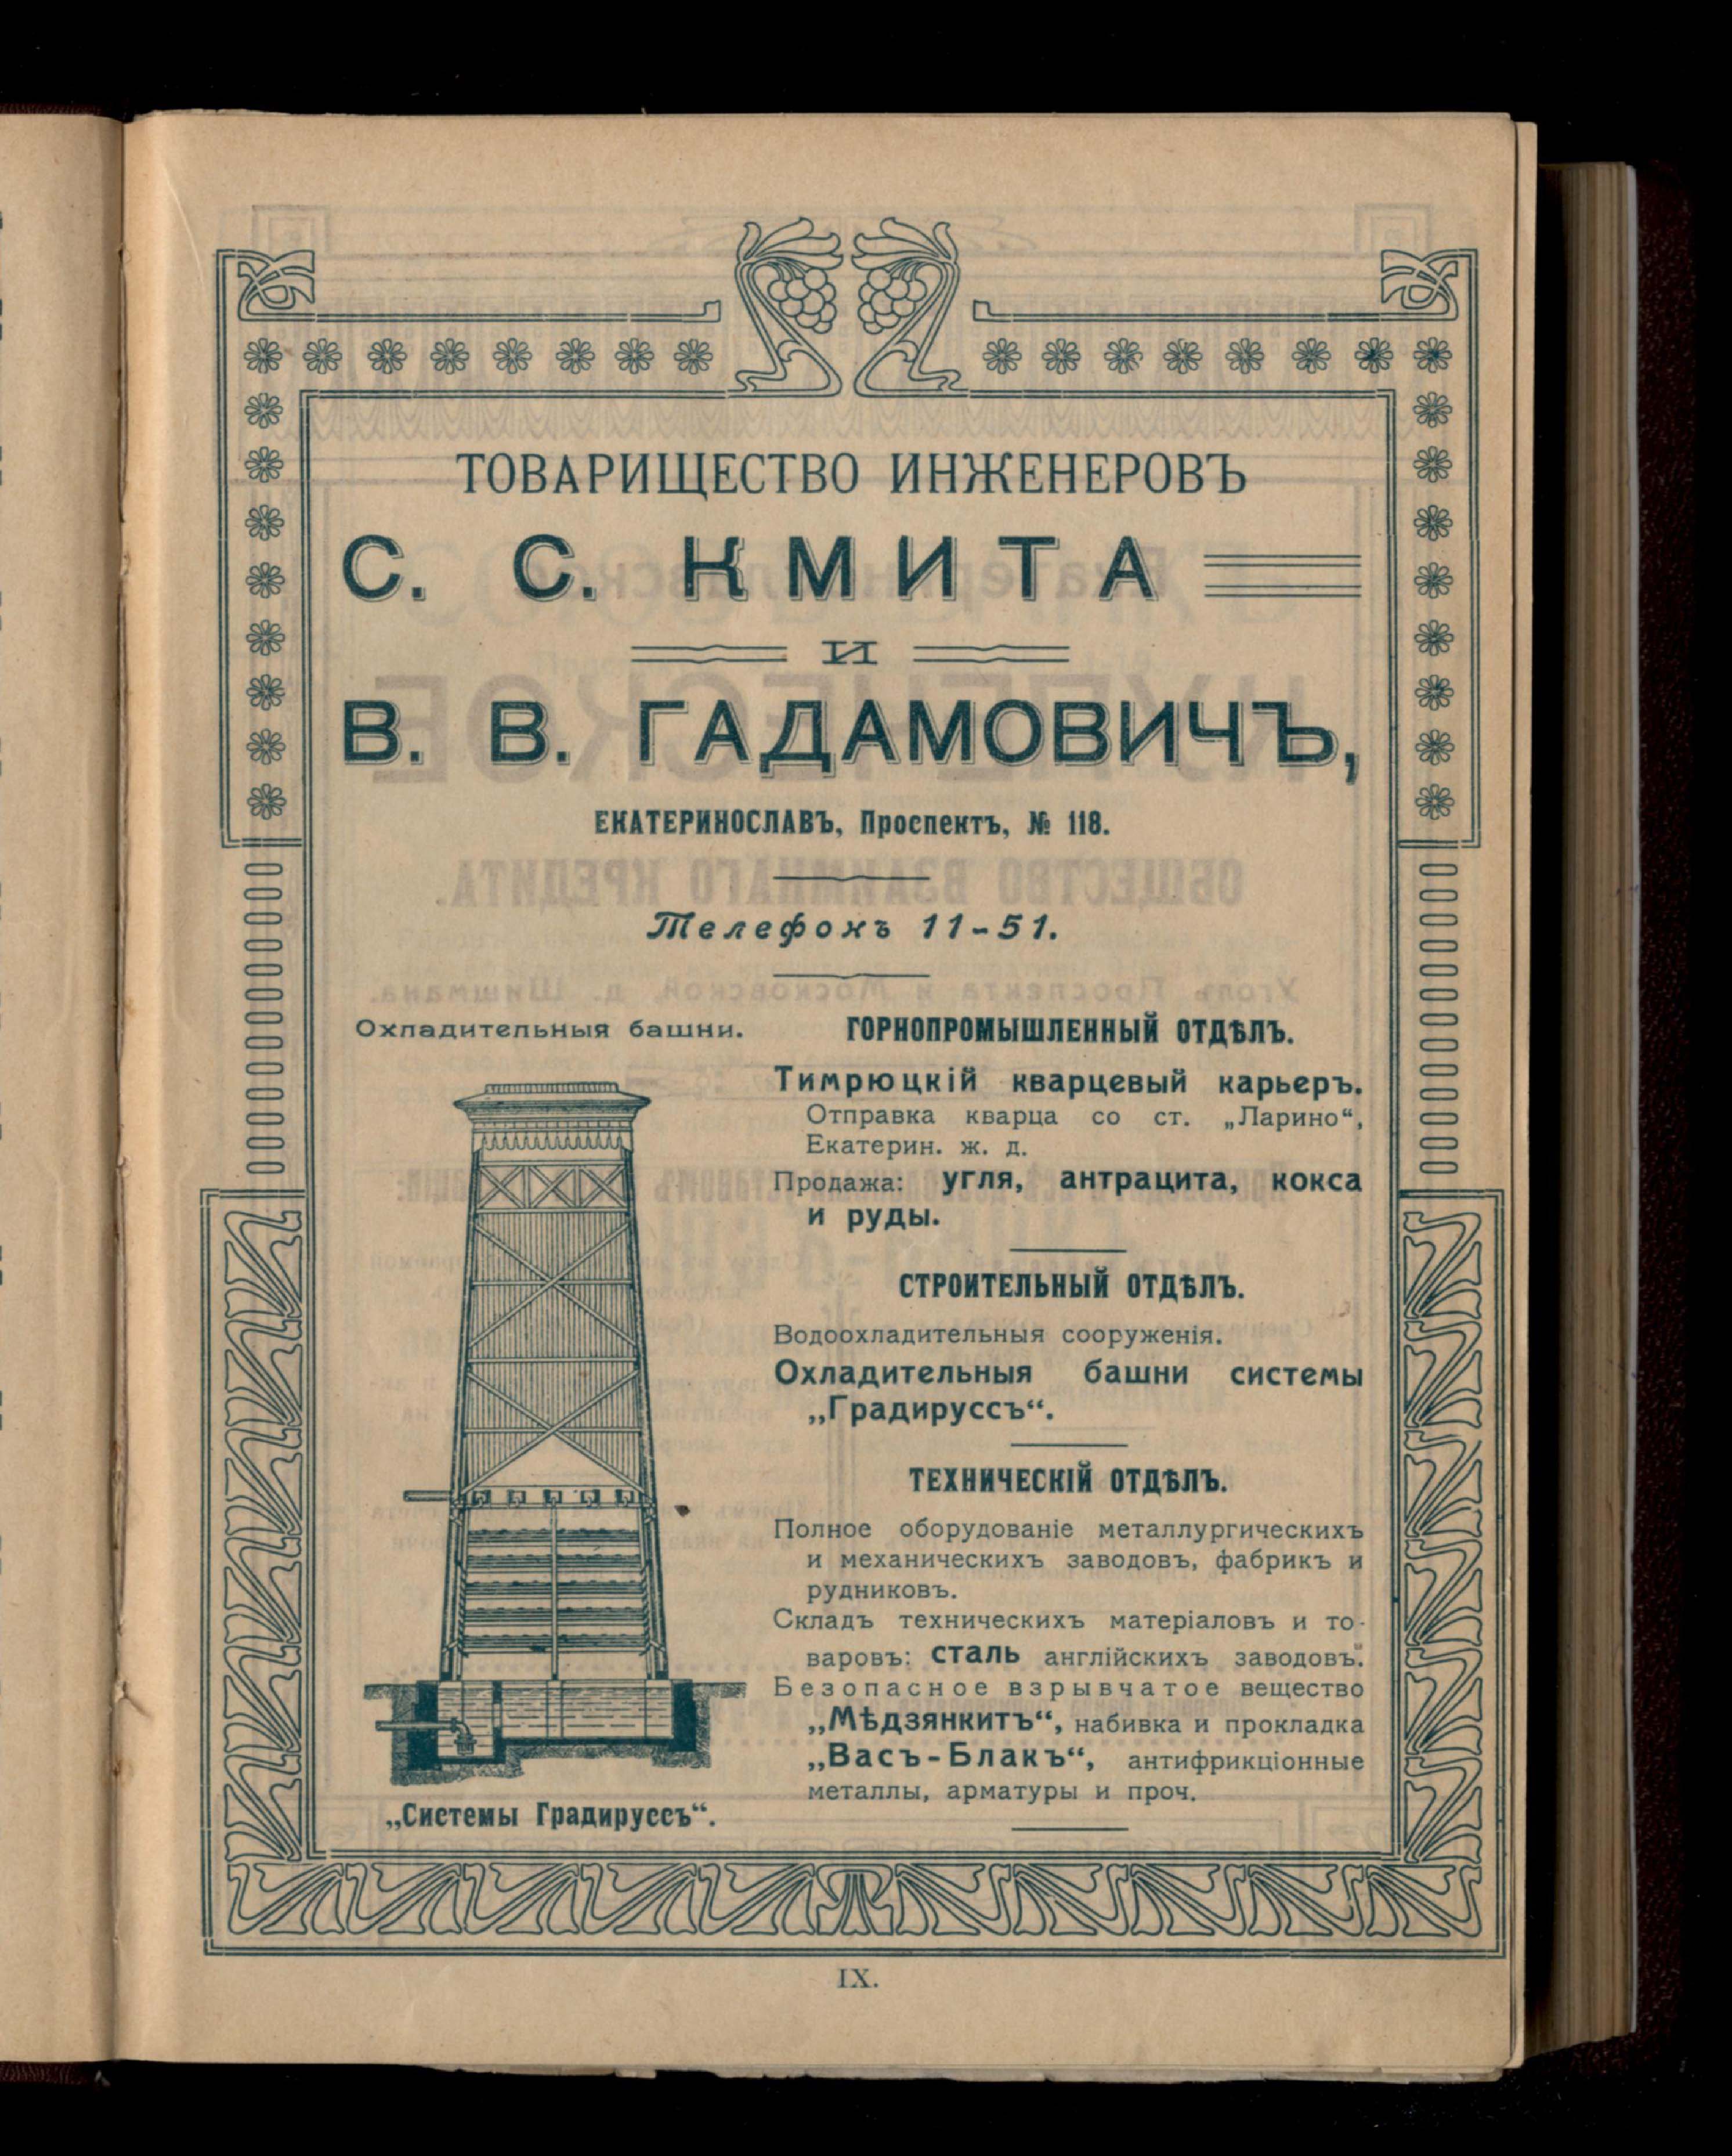 ТОВАРИЩЕСТВО ИНЖЕНЕРОВЪ
С. С. КМИТА
И
В. В. ГАДАМОВИЧЪ,
ЕКАТЕРИНОСЛАВЪ, Проспектъ, № 118.
Телефонъ 11-51.
Охладительныя башни.
„Системы Градируссъ“.
ГОРНОПРОМЫШЛЕННЫЙ ОТДѢЛЪ.
Тимрюцкій кварцевый карьеръ.
Отправка кварца со ст. „Ларино“,
Екатерин. ж. д.
Продажа: угля, антрацита, кокса
и руды.
СТРОИТЕЛЬНЫЙ ОТДѢЛЪ.
Водоохладительныя сооруженія.
Охладительныя башни системы
„Градируссъ“.
ТЕХНИЧЕСКІЙ ОТДѢЛЪ.
Полное оборудованіе металлургическихъ
и механическихъ заводовъ, фабрикъ и
рудниковъ.
Складъ техническихъ матеріаловъ и то-
варовъ: сталь англійскихъ заводовъ.
Безопасное взрывчатое вещество
„Мѣдзянкитъ“, набивка и прокладка
„Васъ-Блакъ“, антифрикціонные
металлы, арматуры и проч.
IX.